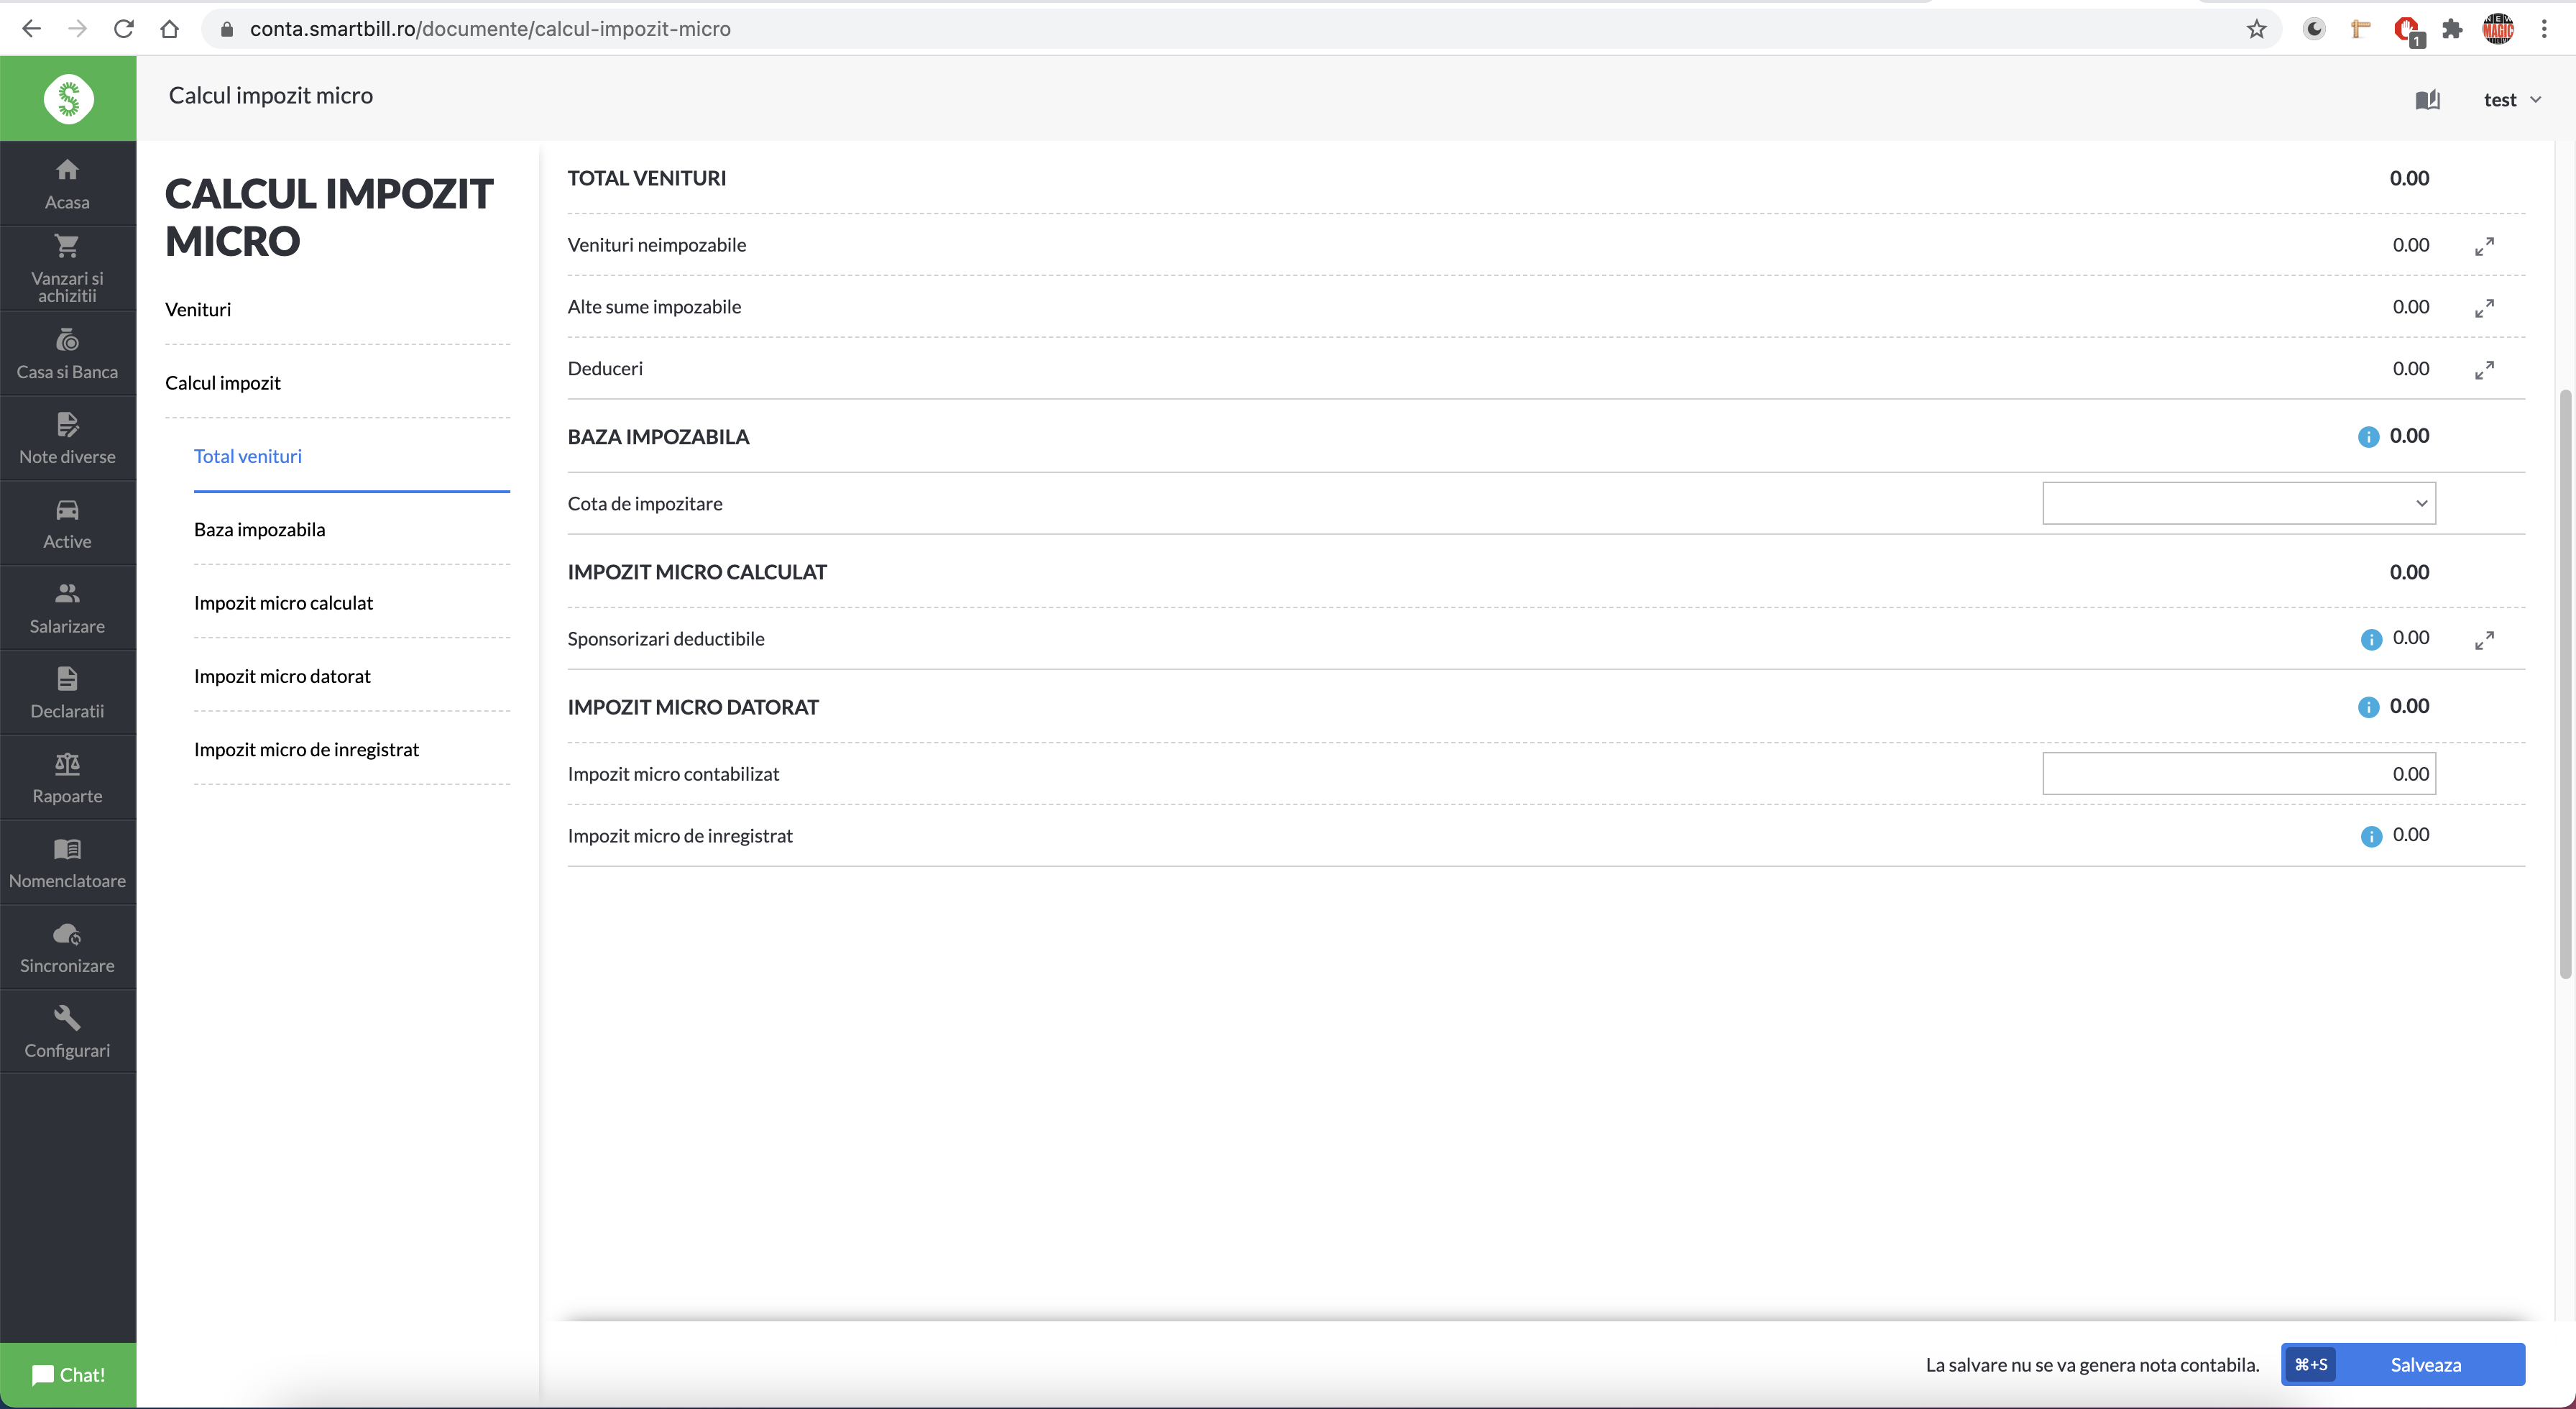 conta.smartbill.ro/documente/calcul-impozit-micro
1
NEW
MAGIC
Calcul impozit micro
test
Acasa
Vanzari si
achizitii
Casa si Banca
Note diverse
Active
Salarizare
Declaratii
Rapoarte
Nomenclatoare
Sincronizare
Configurari
Chat!
CALCUL IMPOZIT
MICRO
Venituri
Calcul impozit
Total venituri
Baza impozabila
Impozit micro calculat
Impozit micro datorat
Impozit micro de inregistrat
TOTAL VENITURI 0.00
Venituri neimpozabile 0.00
Alte sume impozabile 0.00
Deduceri 0.00
BAZA IMPOZABILA i 0.00
Cota de impozitare
IMPOZIT MICRO CALCULAT 0.00
Sponsorizari deductibile i 0.00
IMPOZIT MICRO DATORAT i 0.00
Impozit micro contabilizat 0.00
Impozit micro de inregistrat i 0.00
La salvare nu se va genera nota contabila. ⌘+S Salveaza